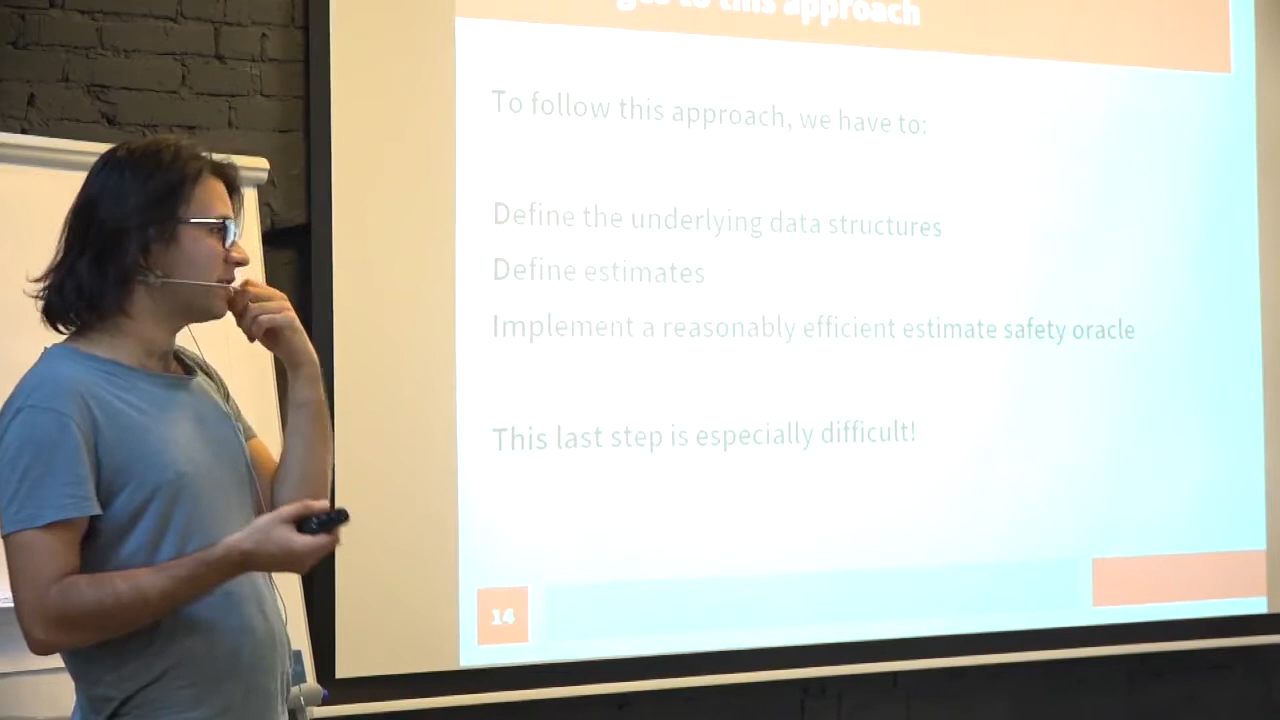 to this approach
To follow this approach, we have to:
Define the underlying data structures
Define estimates
Implement a reasonably efficient estimate safety oracle
This last step is especially difficult!
14